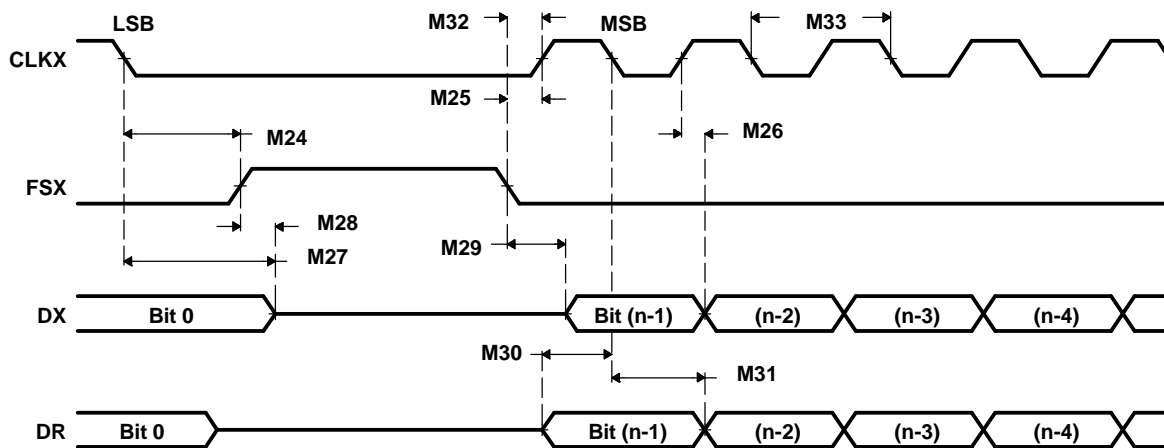 LSB
M32
MSB
M33
CLKX
M25
M24
M26
FSX
M28
M29
M27
DX
Bit 0
Bit (n-1)
(n-2)
(n-3)
(n-4)
M30
M31
DR
Bit 0
Bit (n-1)
(n-2)
(n-3)
(n-4)